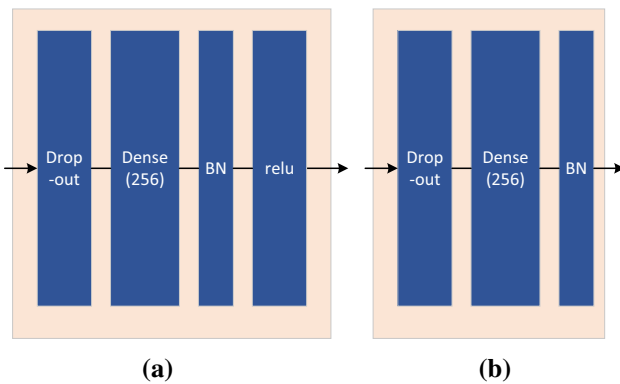 Drop
-out
Dense
(256)
BN
relu
Drop
-out
Dense
(256)
BN
(a)
(b)